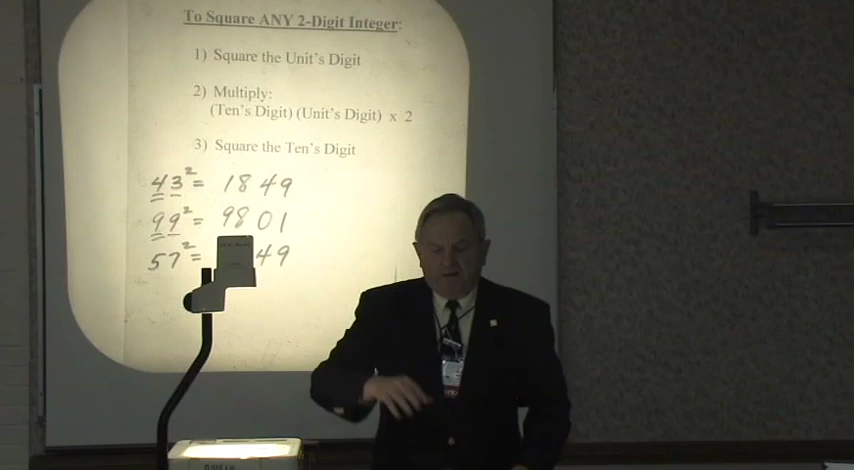 To Square ANY 2-Digit Integer:
1) Square the Unit's Digit
2) Multiply:
(Ten's Digit) (Unit's Digit) x 2
3) Square the Ten's Digit
43²= 1849
99²= 9801
57²= 49